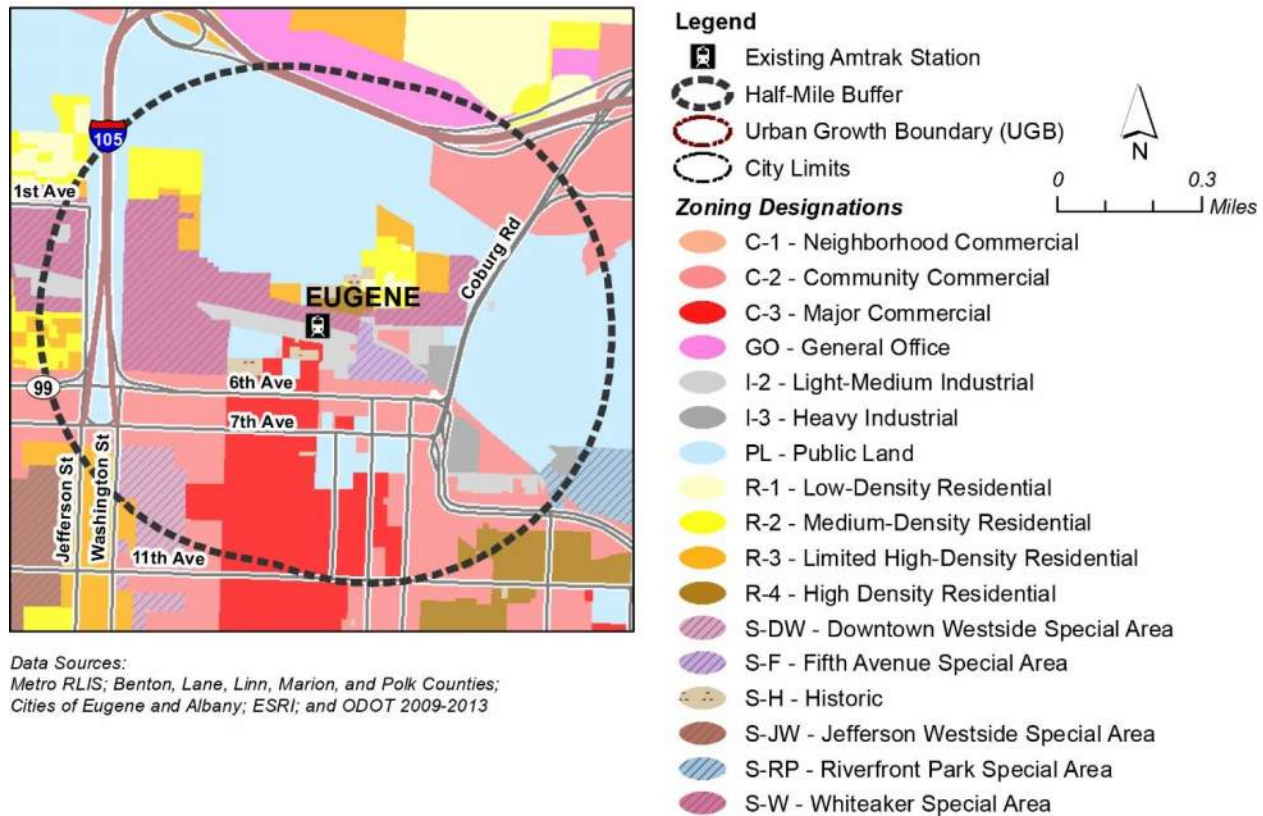 105
1st Ave
EUGENE
Coburg Rd
99
6th Ave
7th Ave
Jefferson St
Washington St
11th Ave
Data Sources:
Metro RLIS; Benton, Lane, Linn, Marion, and Polk Counties;
Cities of Eugene and Albany; ESRI; and ODOT 2009-2013
Legend
Existing Amtrak Station
Half-Mile Buffer
Urban Growth Boundary (UGB)
City Limits
N
0 0.3
Miles
Zoning Designations
C-1 - Neighborhood Commercial
C-2 - Community Commercial
C-3 - Major Commercial
GO - General Office
I-2 - Light-Medium Industrial
I-3 - Heavy Industrial
PL - Public Land
R-1 - Low-Density Residential
R-2 - Medium-Density Residential
R-3 - Limited High-Density Residential
R-4 - High Density Residential
S-DW - Downtown Westside Special Area
S-F - Fifth Avenue Special Area
S-H - Historic
S-JW - Jefferson Westside Special Area
S-RP - Riverfront Park Special Area
S-W - Whiteaker Special Area